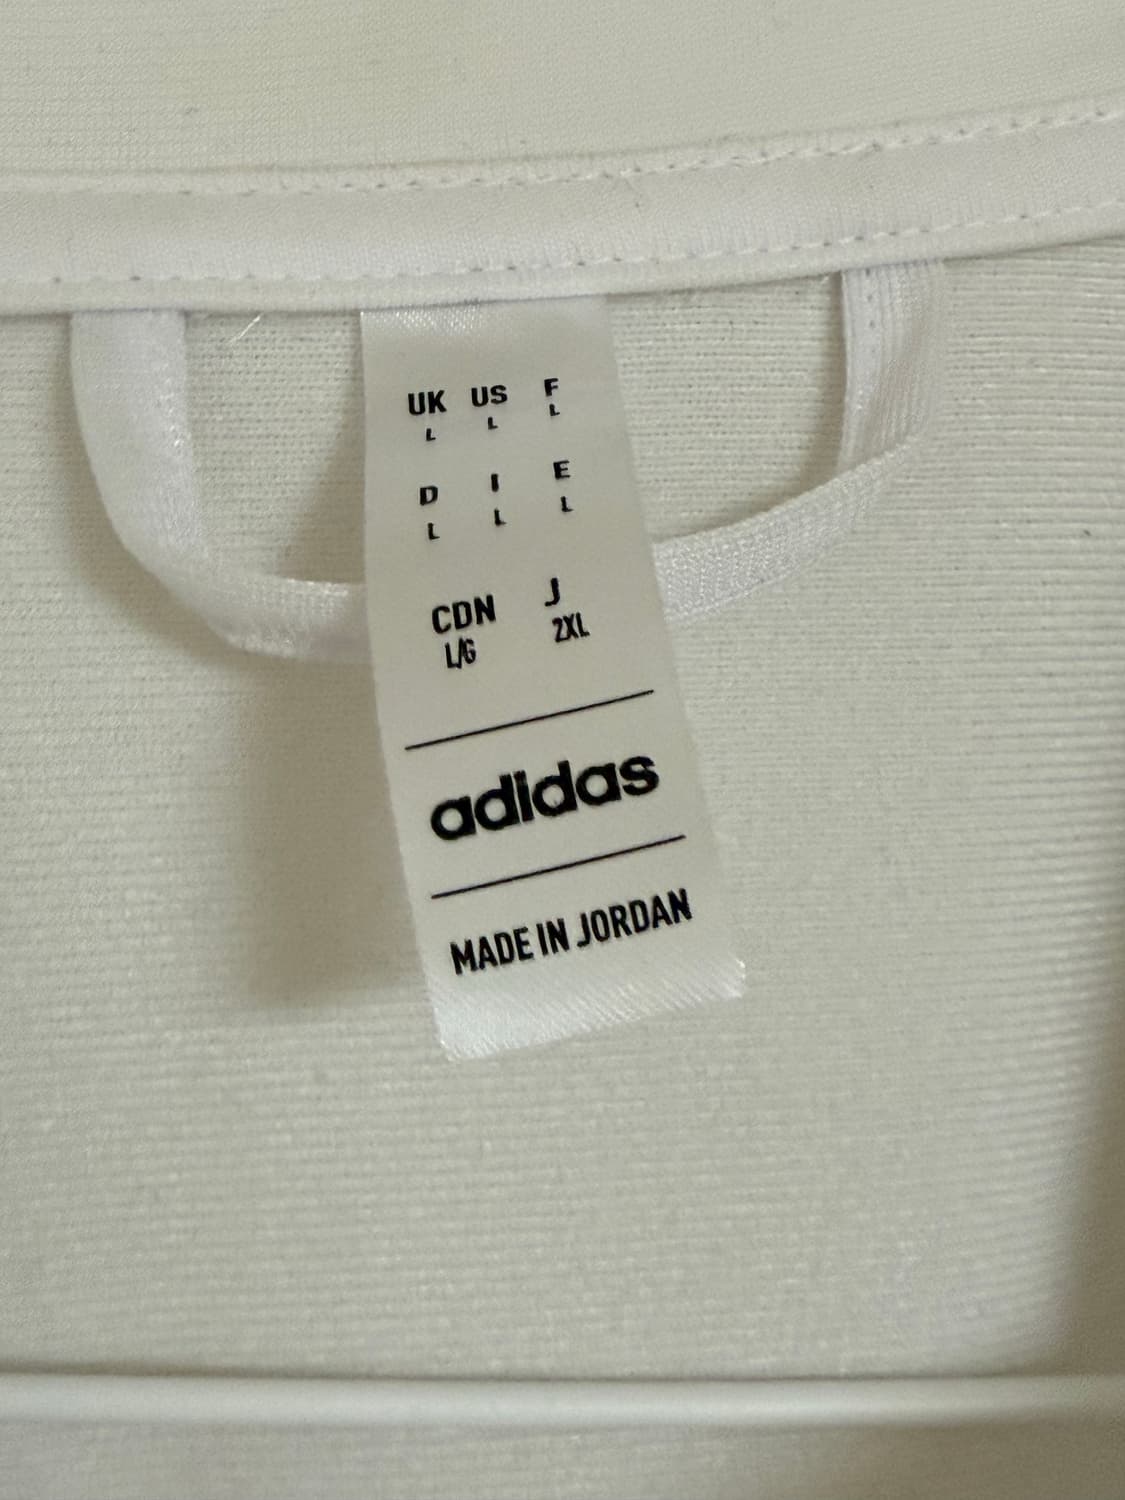 UK US F
L L L
D I E
L L L
CDN J
L/G 2XL
adidas
MADE IN JORDAN